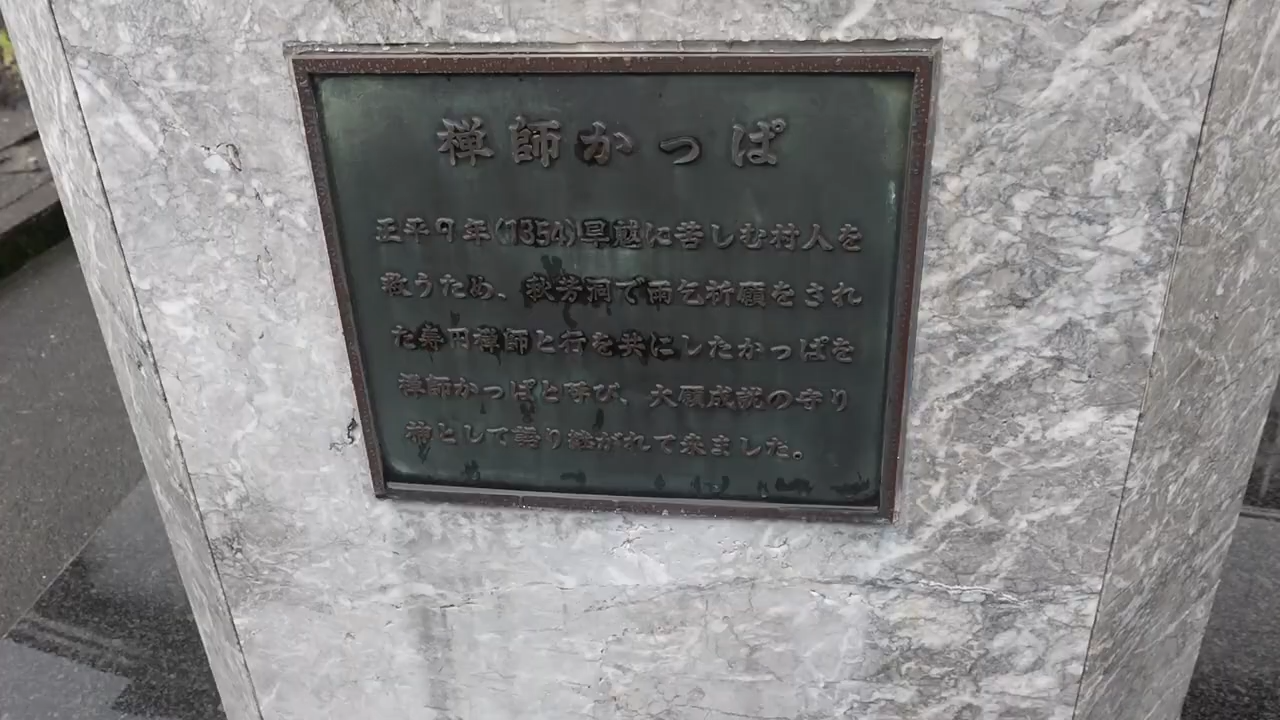 禅師かっぱ
正平9年(1354)旱魃に苦しむ村人を
救うため、秋芳洞で雨乞祈願をされ
た寿円禅師と行を共にしたかっぱを
禅師かっぱと呼び、大願成就の守り
神として語り継がれて来ました。